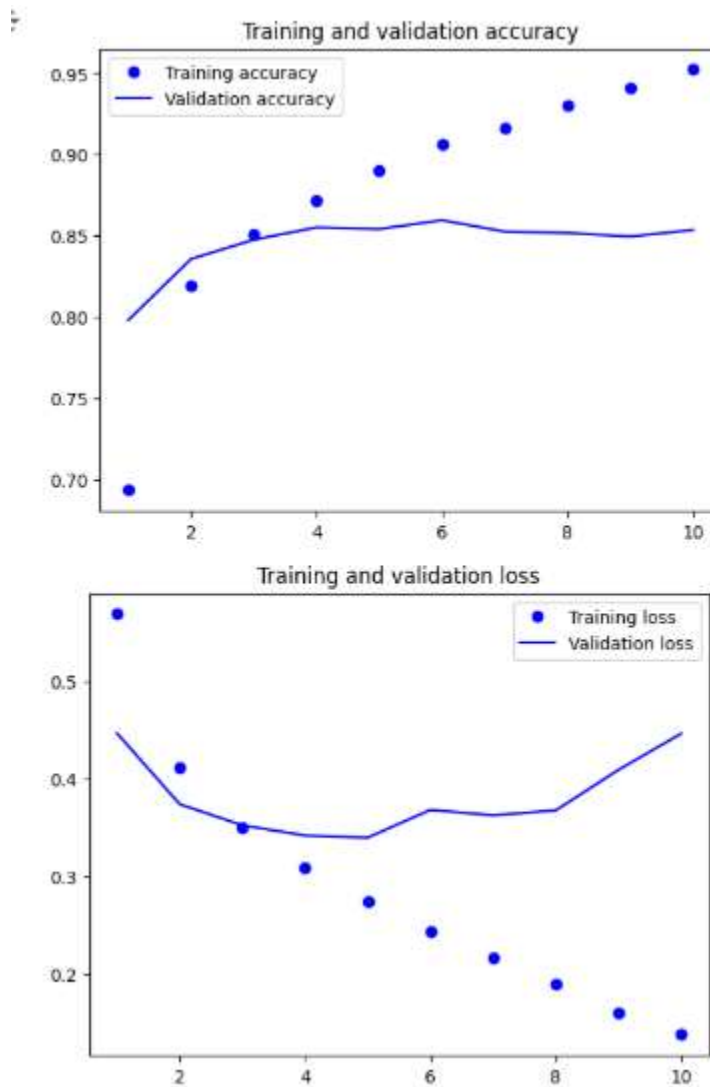 Training and validation accuracy
Training accuracy
Validation accuracy
0.95
0.90
0.85
0.80
0.75
0.70
2 4 6 8 10
Training and validation loss
Training loss
Validation loss
0.5
0.4
0.3
0.2
2 4 6 8 10